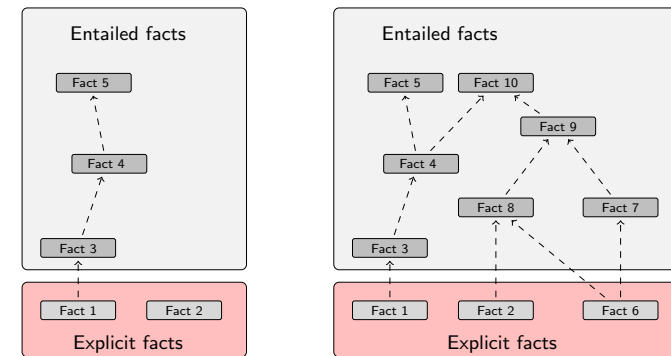 Entailed facts
Fact 5
Fact 4
Fact 3
Fact 1
Fact 2
Explicit facts
Entailed facts
Fact 5
Fact 10
Fact 9
Fact 4
Fact 8
Fact 7
Fact 3
Fact 1
Fact 2
Fact 6
Explicit facts